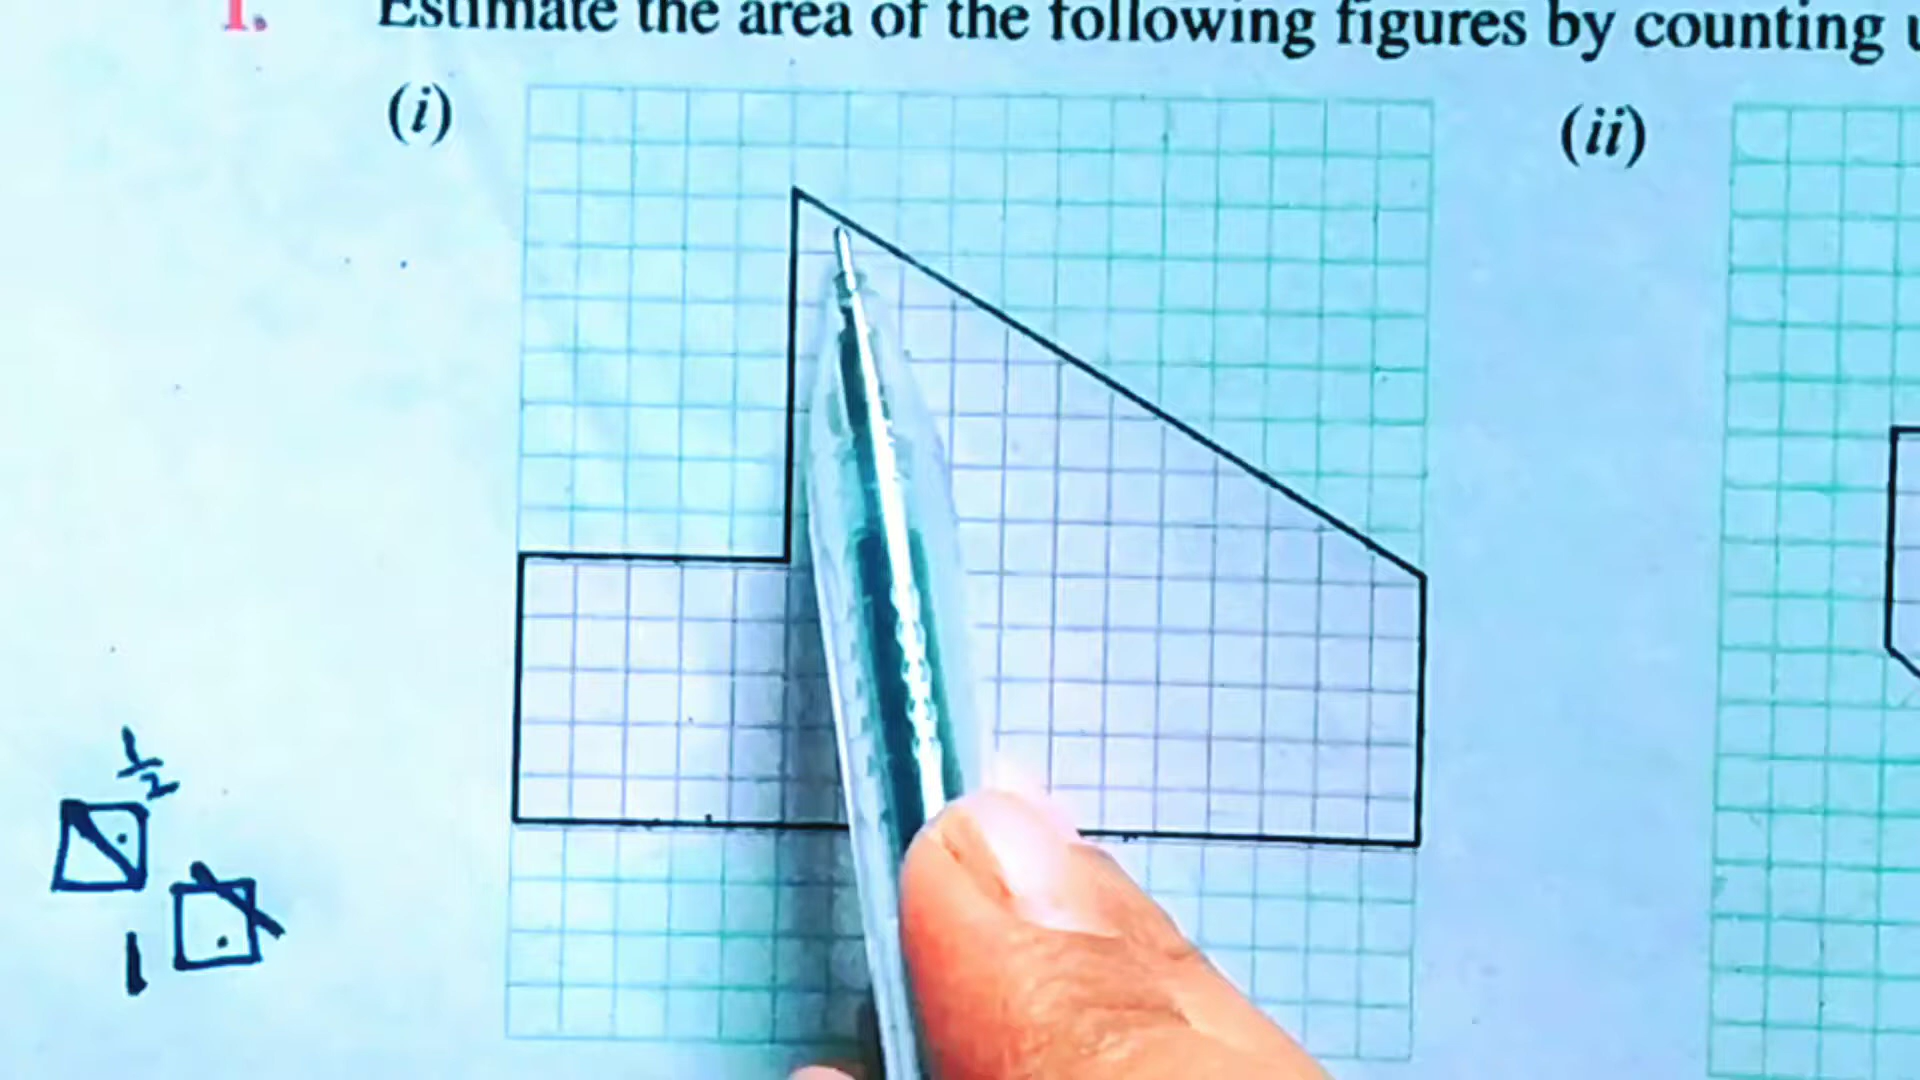 1. Estimate the area of the following figures by counting
(i)
(ii)
1/2
1